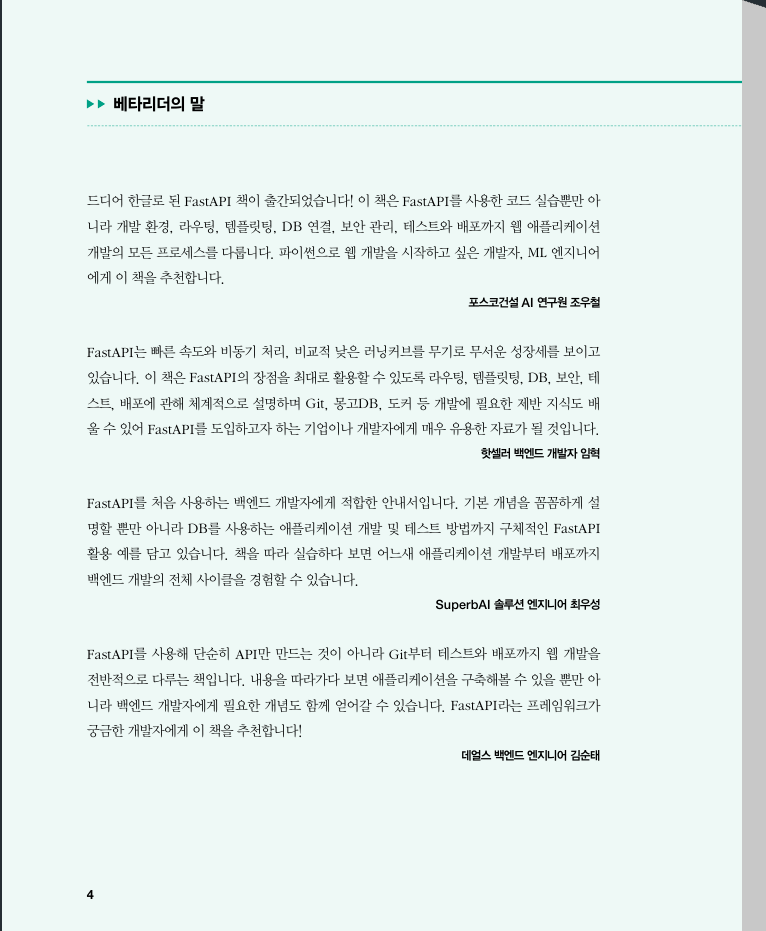 ▶▶ 베타리더의 말
드디어 한글로 된 FastAPI 책이 출간되었습니다! 이 책은 FastAPI를 사용한 코드 실습뿐만 아
니라 개발 환경, 라우팅, 템플릿팅, DB 연결, 보안 관리, 테스트와 배포까지 웹 애플리케이션
개발의 모든 프로세스를 다룹니다. 파이썬으로 웹 개발을 시작하고 싶은 개발자, ML 엔지니어
에게 이 책을 추천합니다.
포스코건설 AI 연구원 조우철
FastAPI는 빠른 속도와 비동기 처리, 비교적 낮은 러닝커브를 무기로 무서운 성장세를 보이고
있습니다. 이 책은 FastAPI의 장점을 최대로 활용할 수 있도록 라우팅, 템플릿팅, DB, 보안, 테
스트, 배포에 관해 체계적으로 설명하며 Git, 몽고DB, 도커 등 개발에 필요한 제반 지식도 배
울 수 있어 FastAPI를 도입하고자 하는 기업이나 개발자에게 매우 유용한 자료가 될 것입니다.
핫셀러 백엔드 개발자 임혁
FastAPI를 처음 사용하는 백엔드 개발자에게 적합한 안내서입니다. 기본 개념을 꼼꼼하게 설
명할 뿐만 아니라 DB를 사용하는 애플리케이션 개발 및 테스트 방법까지 구체적인 FastAPI
활용 예를 담고 있습니다. 책을 따라 실습하다 보면 어느새 애플리케이션 개발부터 배포까지
백엔드 개발의 전체 사이클을 경험할 수 있습니다.
SuperbAI 솔루션 엔지니어 최우성
FastAPI를 사용해 단순히 API만 만드는 것이 아니라 Git부터 테스트와 배포까지 웹 개발을
전반적으로 다루는 책입니다. 내용을 따라가다 보면 애플리케이션을 구축해볼 수 있을 뿐만 아
니라 백엔드 개발자에게 필요한 개념도 함께 얻어갈 수 있습니다. FastAPI라는 프레임워크가
궁금한 개발자에게 이 책을 추천합니다!
데얼스 백엔드 엔지니어 김순태
4